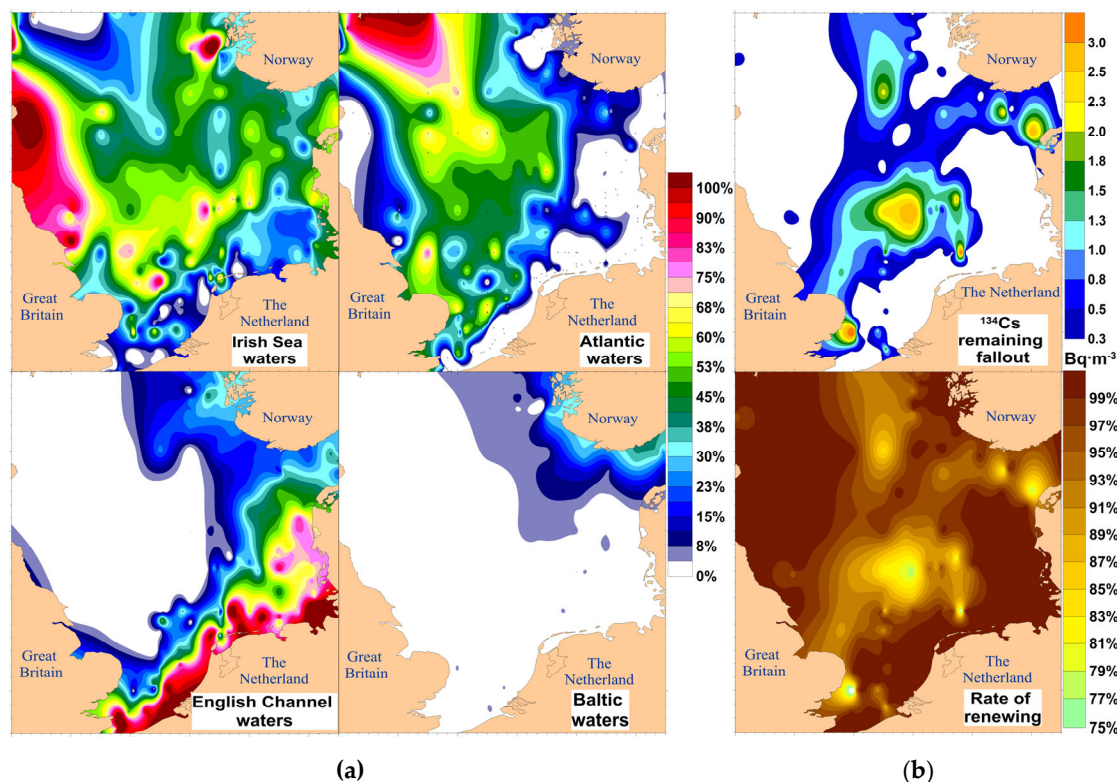 Norway
Great
Britain
The
Netherland
Irish Sea
waters
Norway
Great
Britain
The
Netherland
Atlantic
waters
100%
90%
83%
75%
68%
60%
53%
45%
38%
30%
23%
15%
8%
0%
Norway
Great
Britain
The Netherland
¹³⁴Cs
remaining
fallout
3.0
2.5
2.3
2.0
1.8
1.5
1.3
1.0
0.8
0.5
0.3
Bq·m⁻³
Norway
Great
Britain
The
Netherland
English Channel
waters
Norway
Great
Britain
The
Netherland
Baltic
waters
Norway
Great
Britain
The
Netherland
Rate of
renewing
99%
95%
93%
91%
87%
85%
83%
81%
79%
77%
75%
(a)
(b)